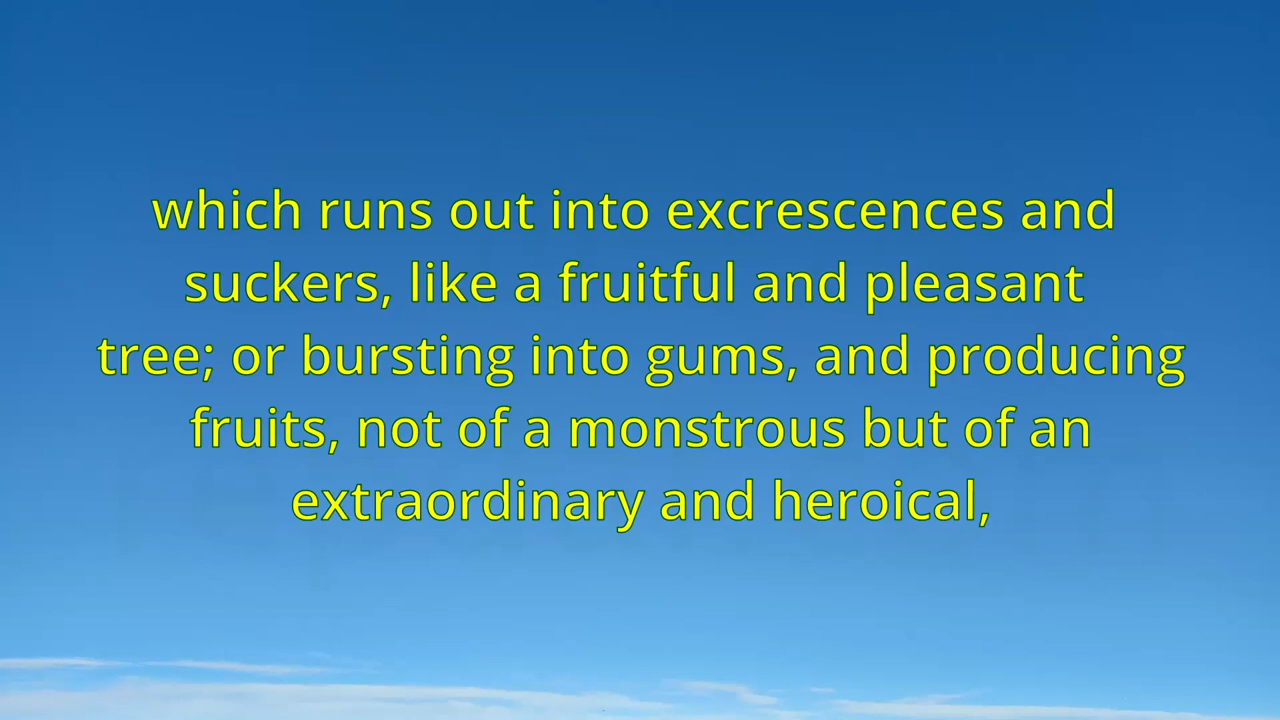 which runs out into excrescences and
suckers, like a fruitful and pleasant
tree; or bursting into gums, and producing
fruits, not of a monstrous but of an
extraordinary and heroical,